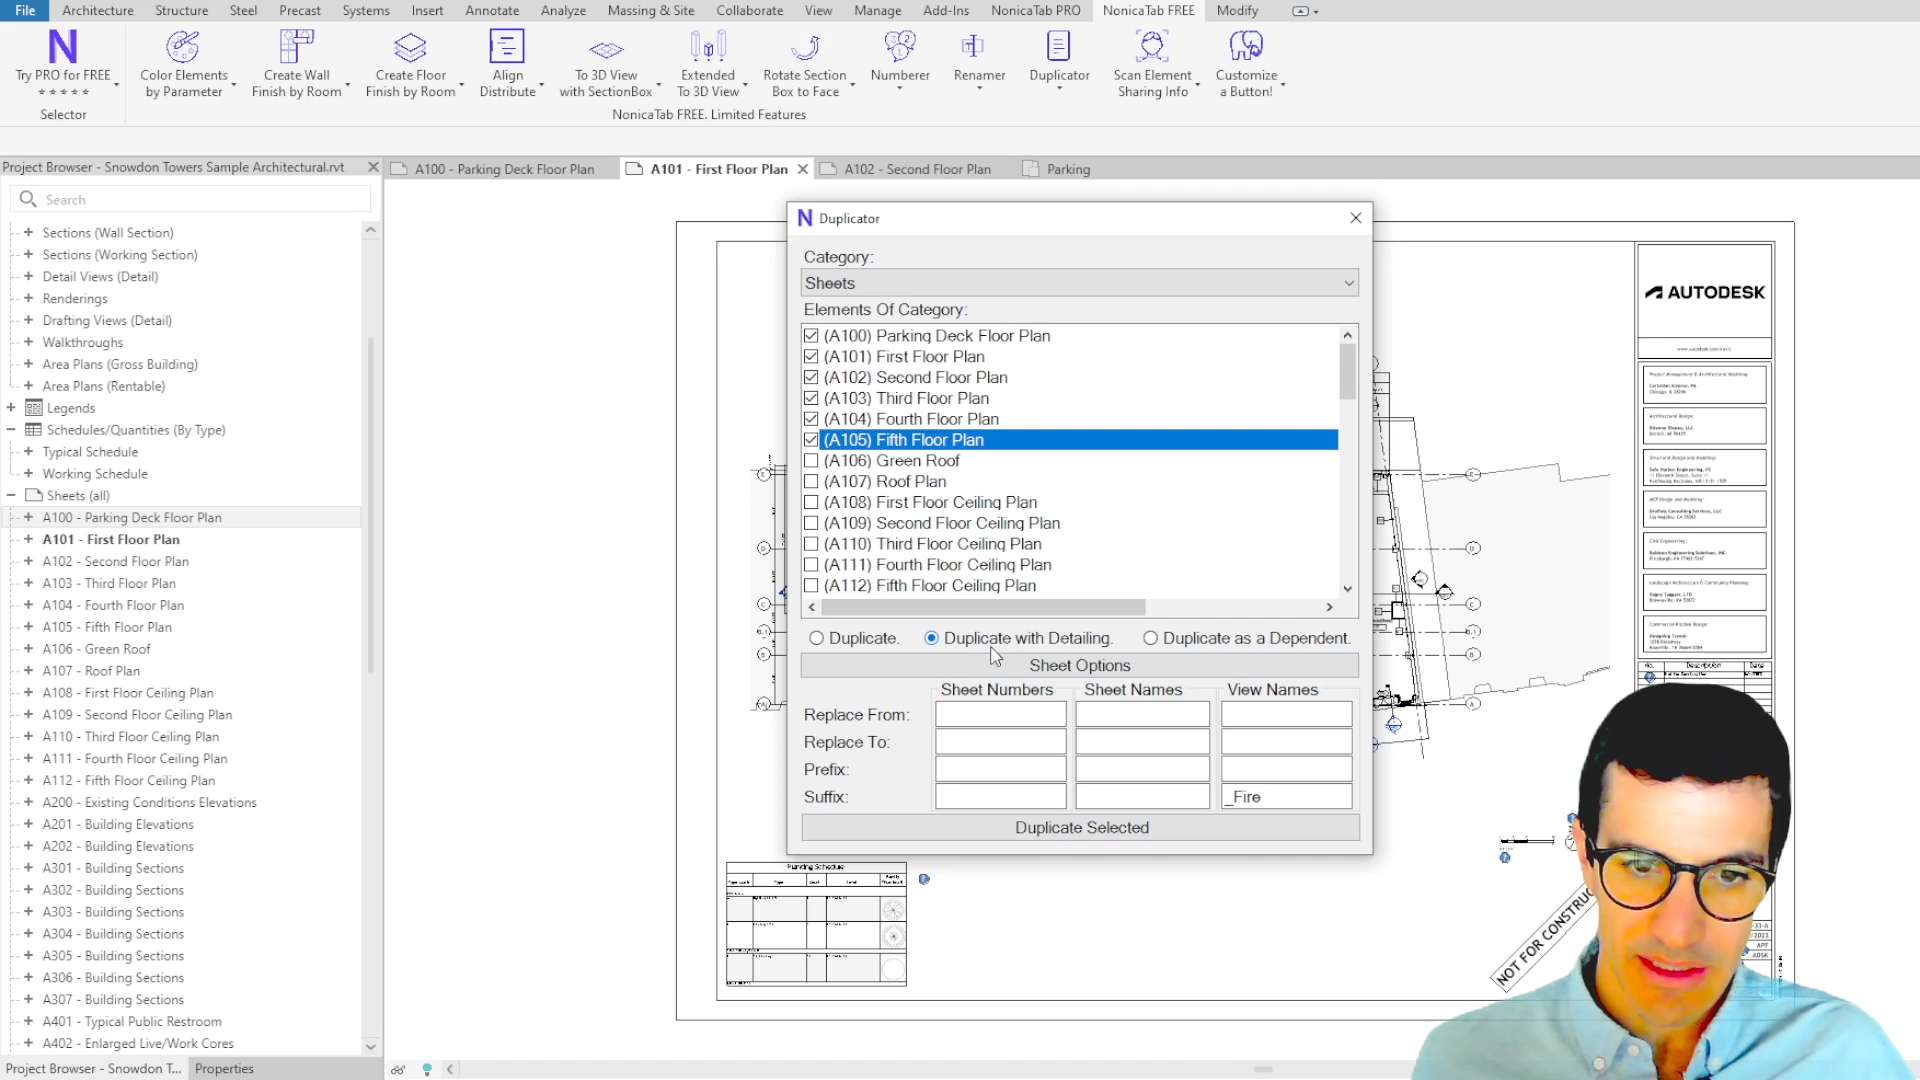 File Architecture Structure Steel Precast Systems Insert Annotate Analyze Massing & Site Collaborate View Manage Add-Ins NonicaTab PRO NonicaTab FREE Modify
N
Try PRO for FREE
Selector
Color Elements
by Parameter
Create Wall
Finish by Room
Create Floor
Finish by Room
Align
Distribute
To 3D View
with SectionBox
Extended
To 3D View
Rotate Section
Box to Face
Numberer
Renamer
Duplicator
Scan Element
Sharing Info
Customize
a Button!
NonicaTab FREE. Limited Features
Project Browser - Snowdon Towers Sample Architectural.rvt
A100 - Parking Deck Floor Plan
A101 - First Floor Plan
A102 - Second Floor Plan
Parking
Search
Sections (Wall Section)
Sections (Working Section)
Detail Views (Detail)
Renderings
Drafting Views (Detail)
Walkthroughs
Area Plans (Gross Building)
Area Plans (Rentable)
Legends
Schedules/Quantities (By Type)
Typical Schedule
Working Schedule
Sheets (all)
A100 - Parking Deck Floor Plan
A101 - First Floor Plan
A102 - Second Floor Plan
A103 - Third Floor Plan
A104 - Fourth Floor Plan
A105 - Fifth Floor Plan
A106 - Green Roof
A107 - Roof Plan
A108 - First Floor Ceiling Plan
A109 - Second Floor Ceiling Plan
A110 - Third Floor Ceiling Plan
A111 - Fourth Floor Ceiling Plan
A112 - Fifth Floor Ceiling Plan
A200 - Existing Conditions Elevations
A201 - Building Elevations
A202 - Building Elevations
A301 - Building Sections
A302 - Building Sections
A303 - Building Sections
A304 - Building Sections
A305 - Building Sections
A306 - Building Sections
A307 - Building Sections
A401 - Typical Public Restroom
A402 - Enlarged Live/Work Cores
Project Browser - Snowdon T...
Properties
N Duplicator
Category:
Sheets
Elements Of Category:
(A100) Parking Deck Floor Plan
(A101) First Floor Plan
(A102) Second Floor Plan
(A103) Third Floor Plan
(A104) Fourth Floor Plan
(A105) Fifth Floor Plan
(A106) Green Roof
(A107) Roof Plan
(A108) First Floor Ceiling Plan
(A109) Second Floor Ceiling Plan
(A110) Third Floor Ceiling Plan
(A111) Fourth Floor Ceiling Plan
(A112) Fifth Floor Ceiling Plan
Duplicate. Duplicate with Detailing. Duplicate as a Dependent.
Sheet Options
Sheet Numbers Sheet Names View Names
Replace From:
Replace To:
Prefix:
Suffix: _Fire
Duplicate Selected
AUTODESK
Planting Schedule
NOT FOR CONSTRUC